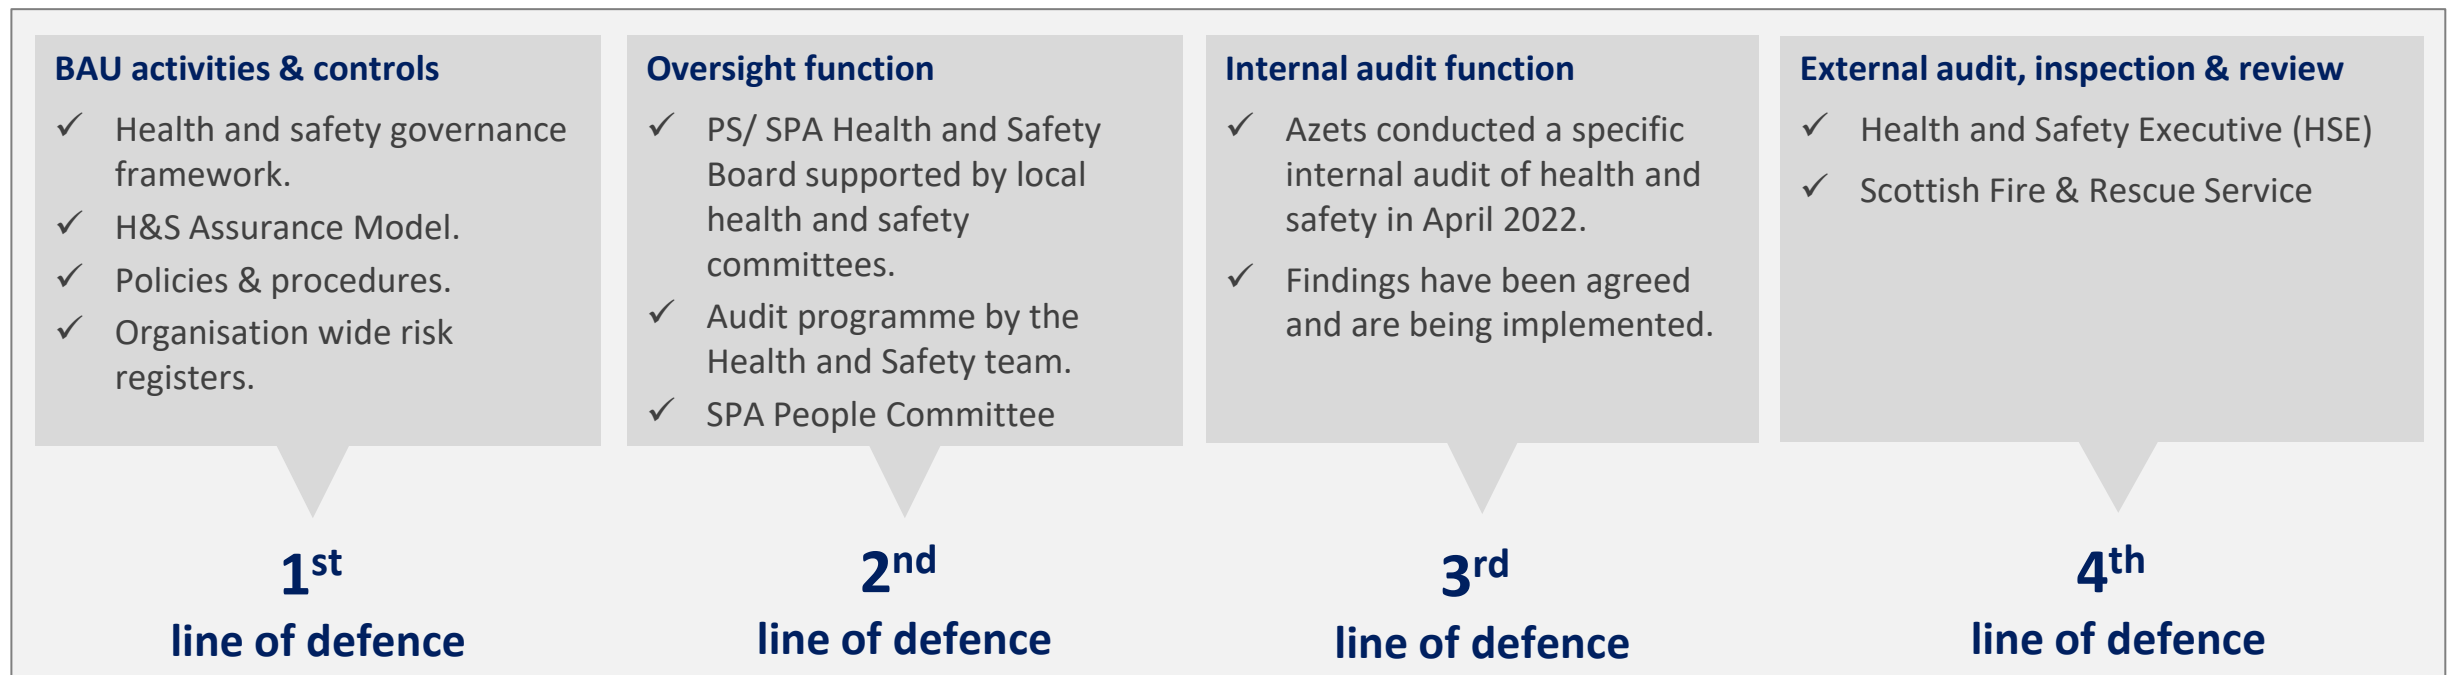 BAU activities & controls
✓ Health and safety governance
framework.
✓ H&S Assurance Model.
✓ Policies & procedures.
✓ Organisation wide risk
registers.
1st
line of defence
Oversight function
✓ PS/ SPA Health and Safety
Board supported by local
health and safety
committees.
✓ Audit programme by the
Health and Safety team.
✓ SPA People Committee
2nd
line of defence
Internal audit function
✓ Azets conducted a specific
internal audit of health and
safety in April 2022.
✓ Findings have been agreed
and are being implemented.
3rd
line of defence
External audit, inspection & review
✓ Health and Safety Executive (HSE)
✓ Scottish Fire & Rescue Service
4th
line of defence